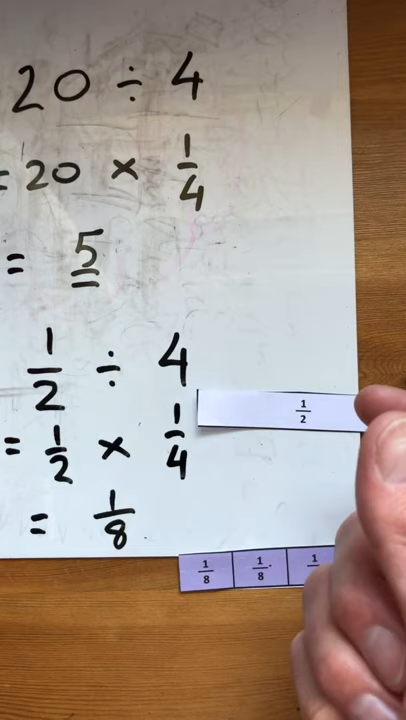 20 ÷ 4
= 20 × 1/4
= 5
1/2 ÷ 4
1/2
= 1/2 × 1/4
= 1/8
1/8 1/8 1